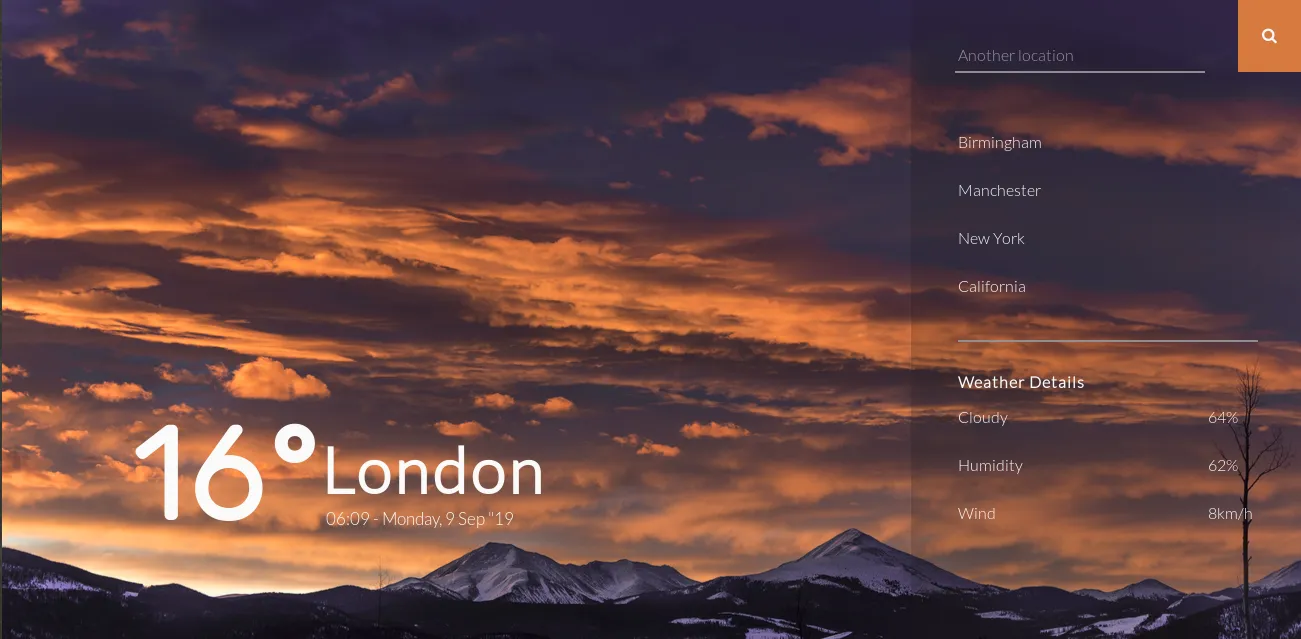 16° London
06:09 - Monday, 9 Sep "19
Another location
Birmingham
Manchester
New York
California
Weather Details
Cloudy 64%
Humidity 62%
Wind 8km/h